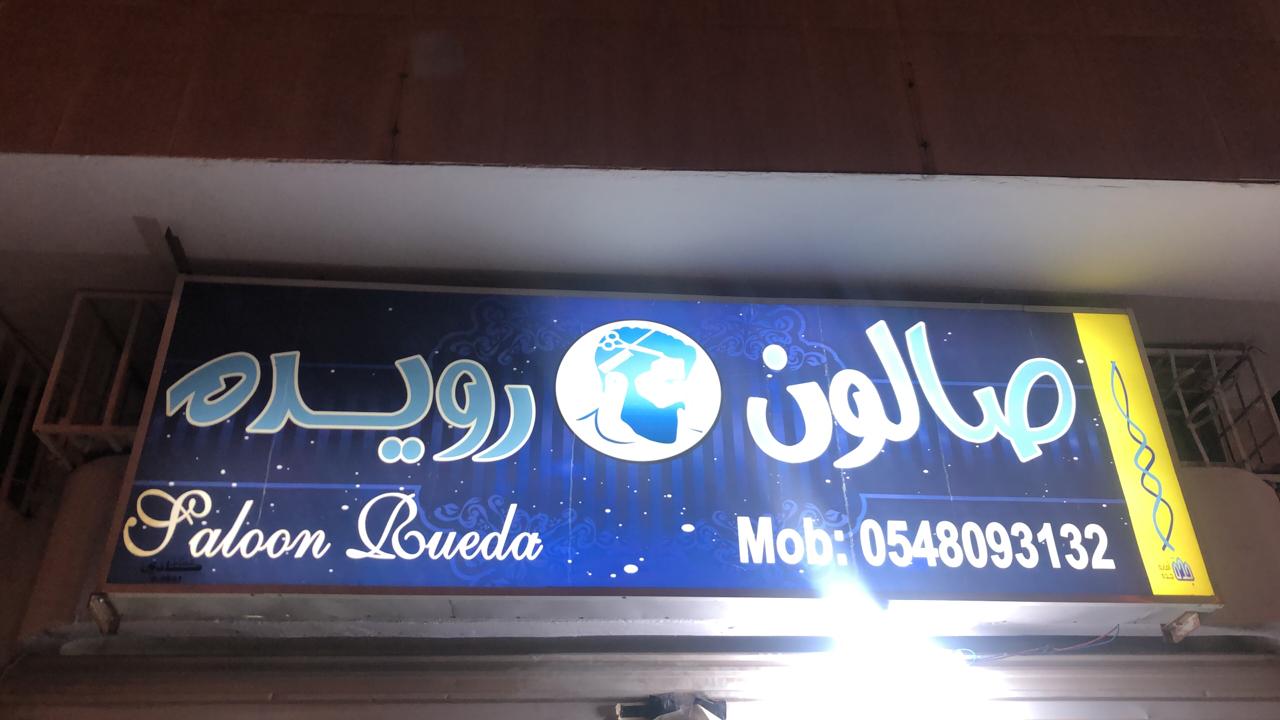 صالون رويده
Saloon Rueda
Mob: 0548093132